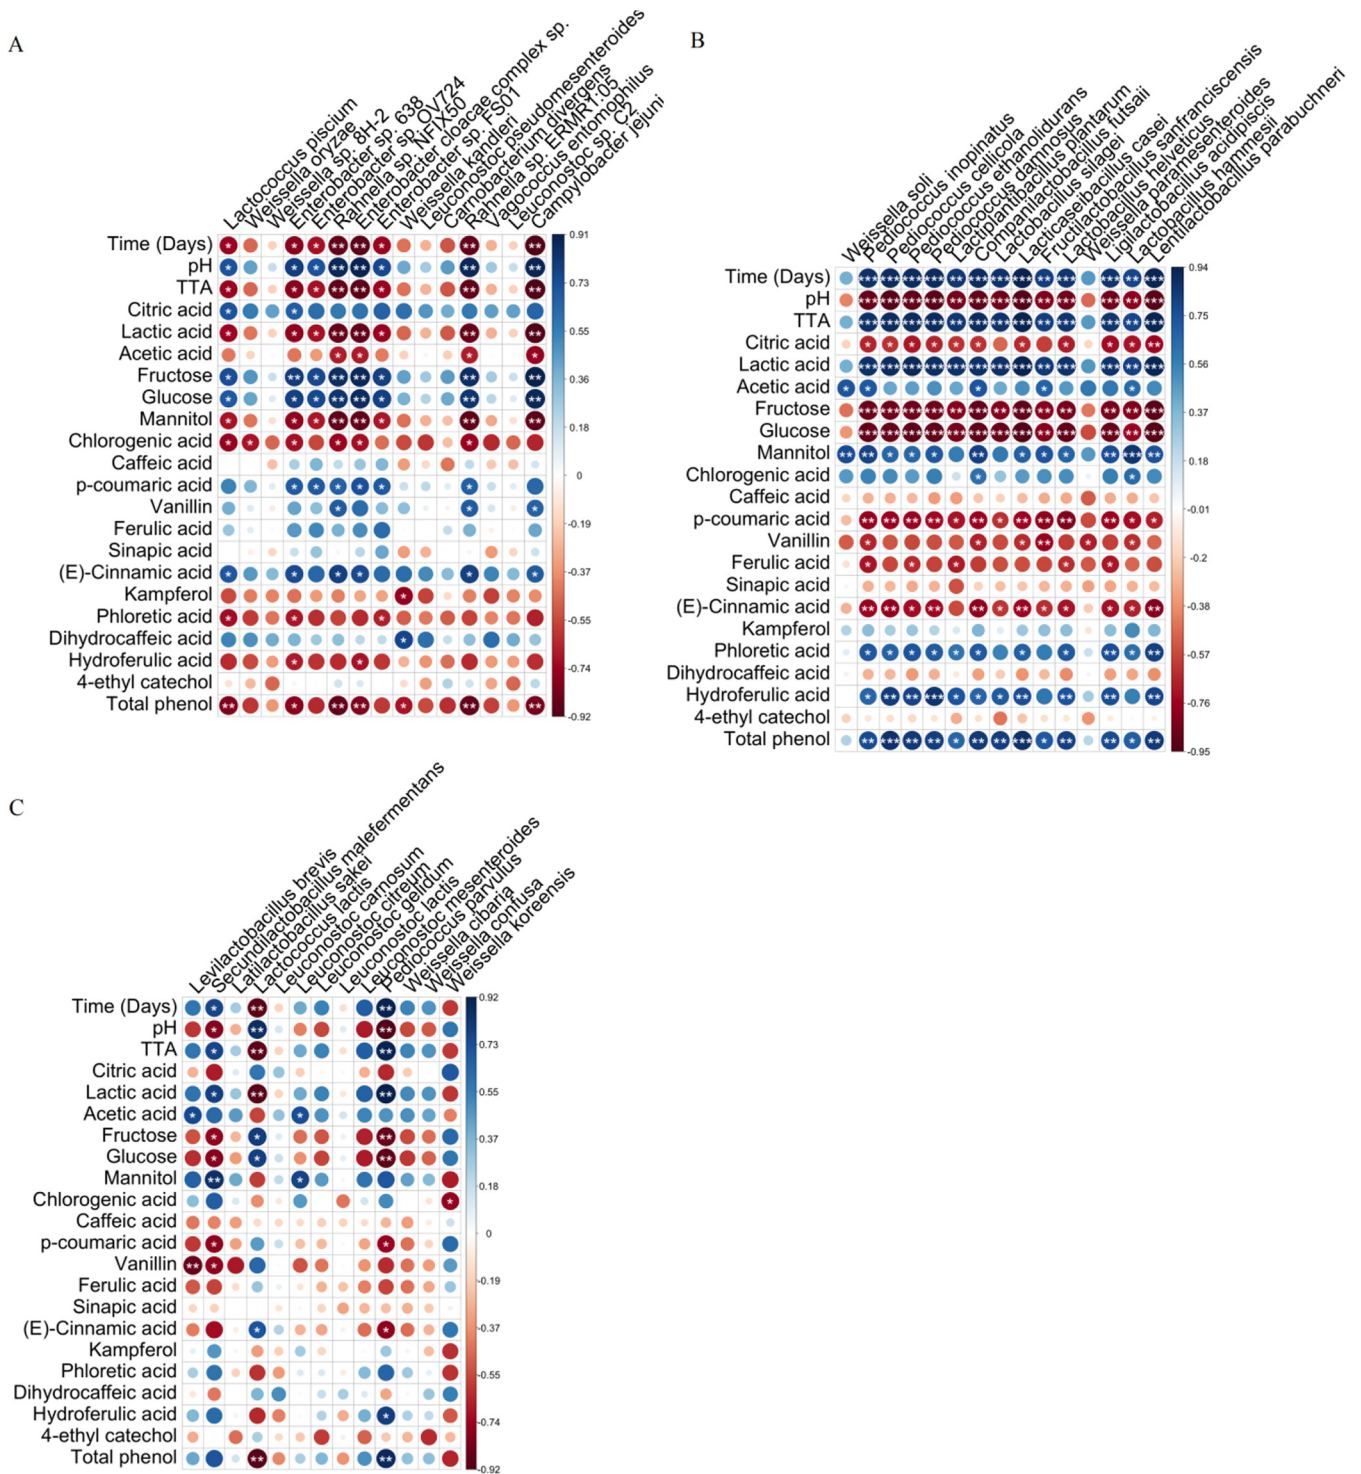 A
Lactococcus piscium
Weissella oryzae
Weissella sp. 8H-2
Enterobacter sp. 638
Enterobacter sp. OV724
Rahnella sp. NFIX50
Enterobacter cloacae complex sp.
Enterobacter sp. FS01
Weissella kandleri
Leuconostoc pseudomesenteroides
Carnobacterium divergens
Rahnella sp. ERMR1:05
Vagococcus entomophilus
Leuconostoc sp. C2
Campylobacter jejuni
Time (Days)
pH
TTA
Citric acid
Lactic acid
Acetic acid
Fructose
Glucose
Mannitol
Chlorogenic acid
Caffeic acid
p-coumaric acid
Vanillin
Ferulic acid
Sinapic acid
(E)-Cinnamic acid
Kampferol
Phloretic acid
Dihydrocaffeic acid
Hydroferulic acid
4-ethyl catechol
Total phenol
0.91
0.73
0.55
0.36
0.18
0
-0.19
-0.37
-0.55
-0.74
-0.92
B
Weissella soli
Pediococcus inopinatus
Pediococcus cellicola
Pediococcus ethanolidurans
Pediococcus damnosus
Lactiplantibacillus plantarum
Companilactobacillus futsaii
Lactobacillus silagei
Lacticaseibacillus casei
Fructilactobacillus sanfranciscensis
Lactobacillus helveticus
Weissella paramesenteroides
Ligilactobacillus acidipiscis
Lactobacillus hammesii
Lentilactobacillus parabuchneri
Time (Days)
pH
TTA
Citric acid
Lactic acid
Acetic acid
Fructose
Glucose
Mannitol
Chlorogenic acid
Caffeic acid
p-coumaric acid
Vanillin
Ferulic acid
Sinapic acid
(E)-Cinnamic acid
Kampferol
Phloretic acid
Dihydrocaffeic acid
Hydroferulic acid
4-ethyl catechol
Total phenol
0.94
0.75
0.56
0.37
0.18
-0.01
-0.2
-0.38
-0.57
-0.76
-0.95
C
Levilactobacillus brevis
Secundilactobacillus malefermentans
Latilactobacillus sakei
Lactococcus lactis
Leuconostoc carnosum
Leuconostoc citreum
Leuconostoc gelidum
Leuconostoc lactis
Leuconostoc mesenteroides
Pediococcus parvulus
Weissella cibaria
Weissella confusa
Weissella koreensis
Time (Days)
pH
TTA
Citric acid
Lactic acid
Acetic acid
Fructose
Glucose
Mannitol
Chlorogenic acid
Caffeic acid
p-coumaric acid
Vanillin
Ferulic acid
Sinapic acid
(E)-Cinnamic acid
Kampferol
Phloretic acid
Dihydrocaffeic acid
Hydroferulic acid
4-ethyl catechol
Total phenol
0.92
0.73
0.55
0.37
0.18
0
-0.19
-0.37
-0.55
-0.74
-0.92